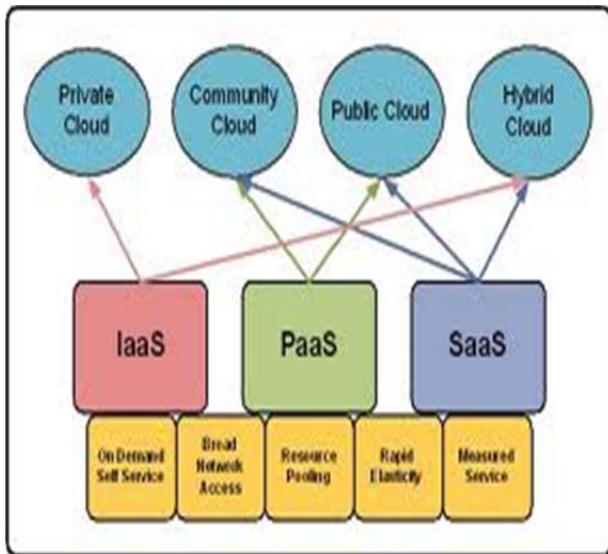 Private
Cloud
Community
Cloud
Public Cloud
Hybrid
Cloud
IaaS
PaaS
SaaS
On Demand
Self Service
Broad
Network
Access
Resource
Pooling
Rapid
Elasticity
Measured
Service